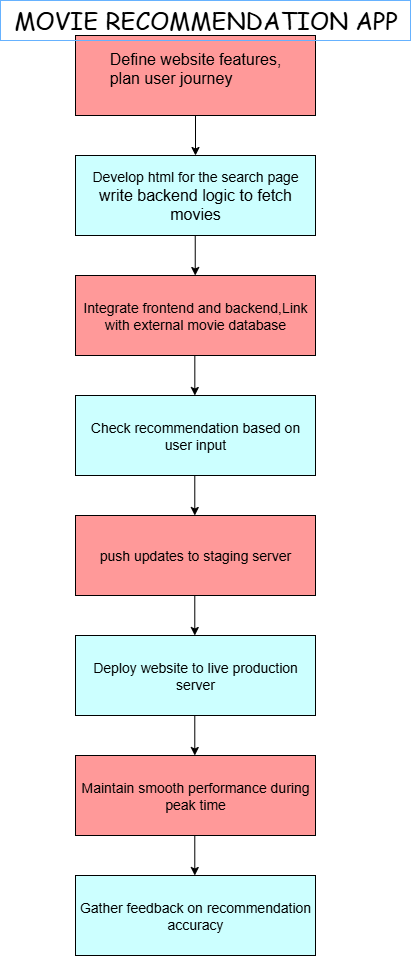 MOVIE RECOMMENDATION APP
Define website features,
plan user journey
Develop html for the search page
write backend logic to fetch
movies
Integrate frontend and backend,Link
with external movie database
Check recommendation based on
user input
push updates to staging server
Deploy website to live production
server
Maintain smooth performance during
peak time
Gather feedback on recommendation
accuracy